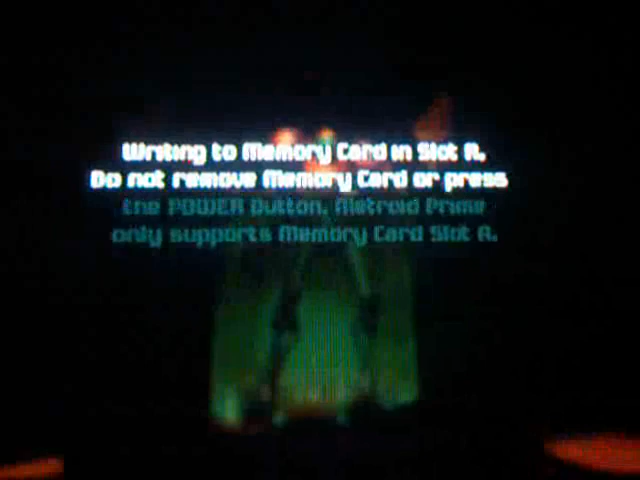 Writing to Memory Card in Slot A.
Do not remove Memory Card or press
the POWER Button. Metroid Prime
only supports Memory Card Slot A.